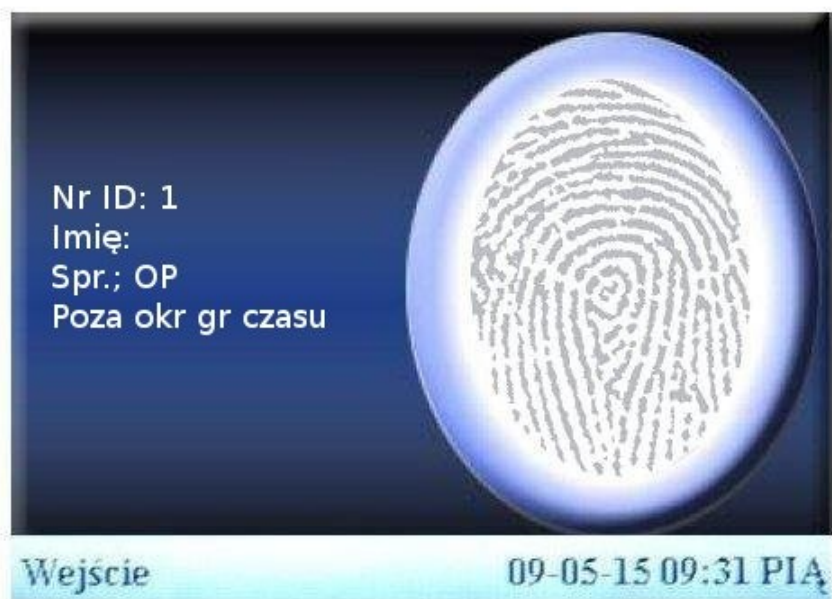 Nr ID: 1
Imię:
Spr.; OP
Poza okr gr czasu
Wejście 09-05-15 09:31 PIĄ